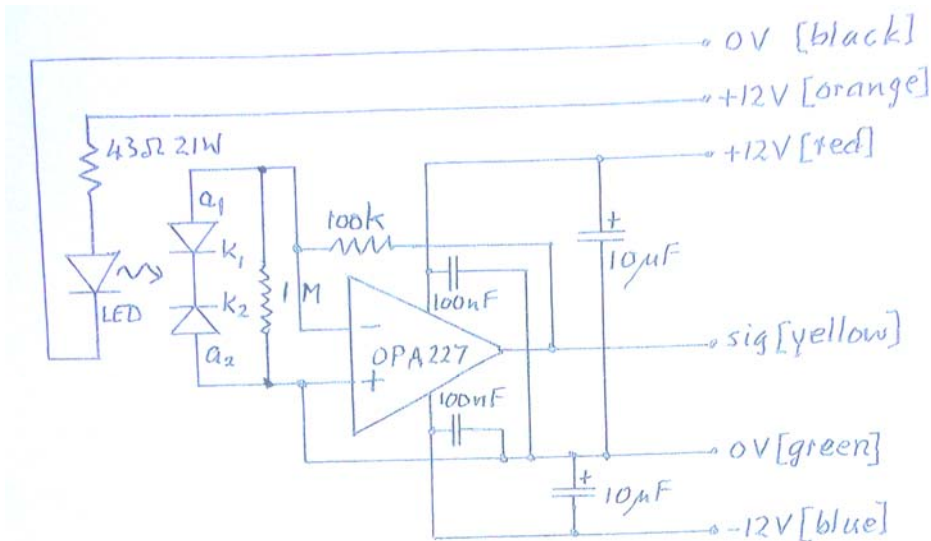 0V [black]
+12V [orange]
43Ω 21W
+12V [red]
a1
100k
+
k1
10µF
1M
100nF
k2
LED
-
OPA227
sig [yellow]
a2
+
100nF
0V [green]
+
10µF
-12V [blue]